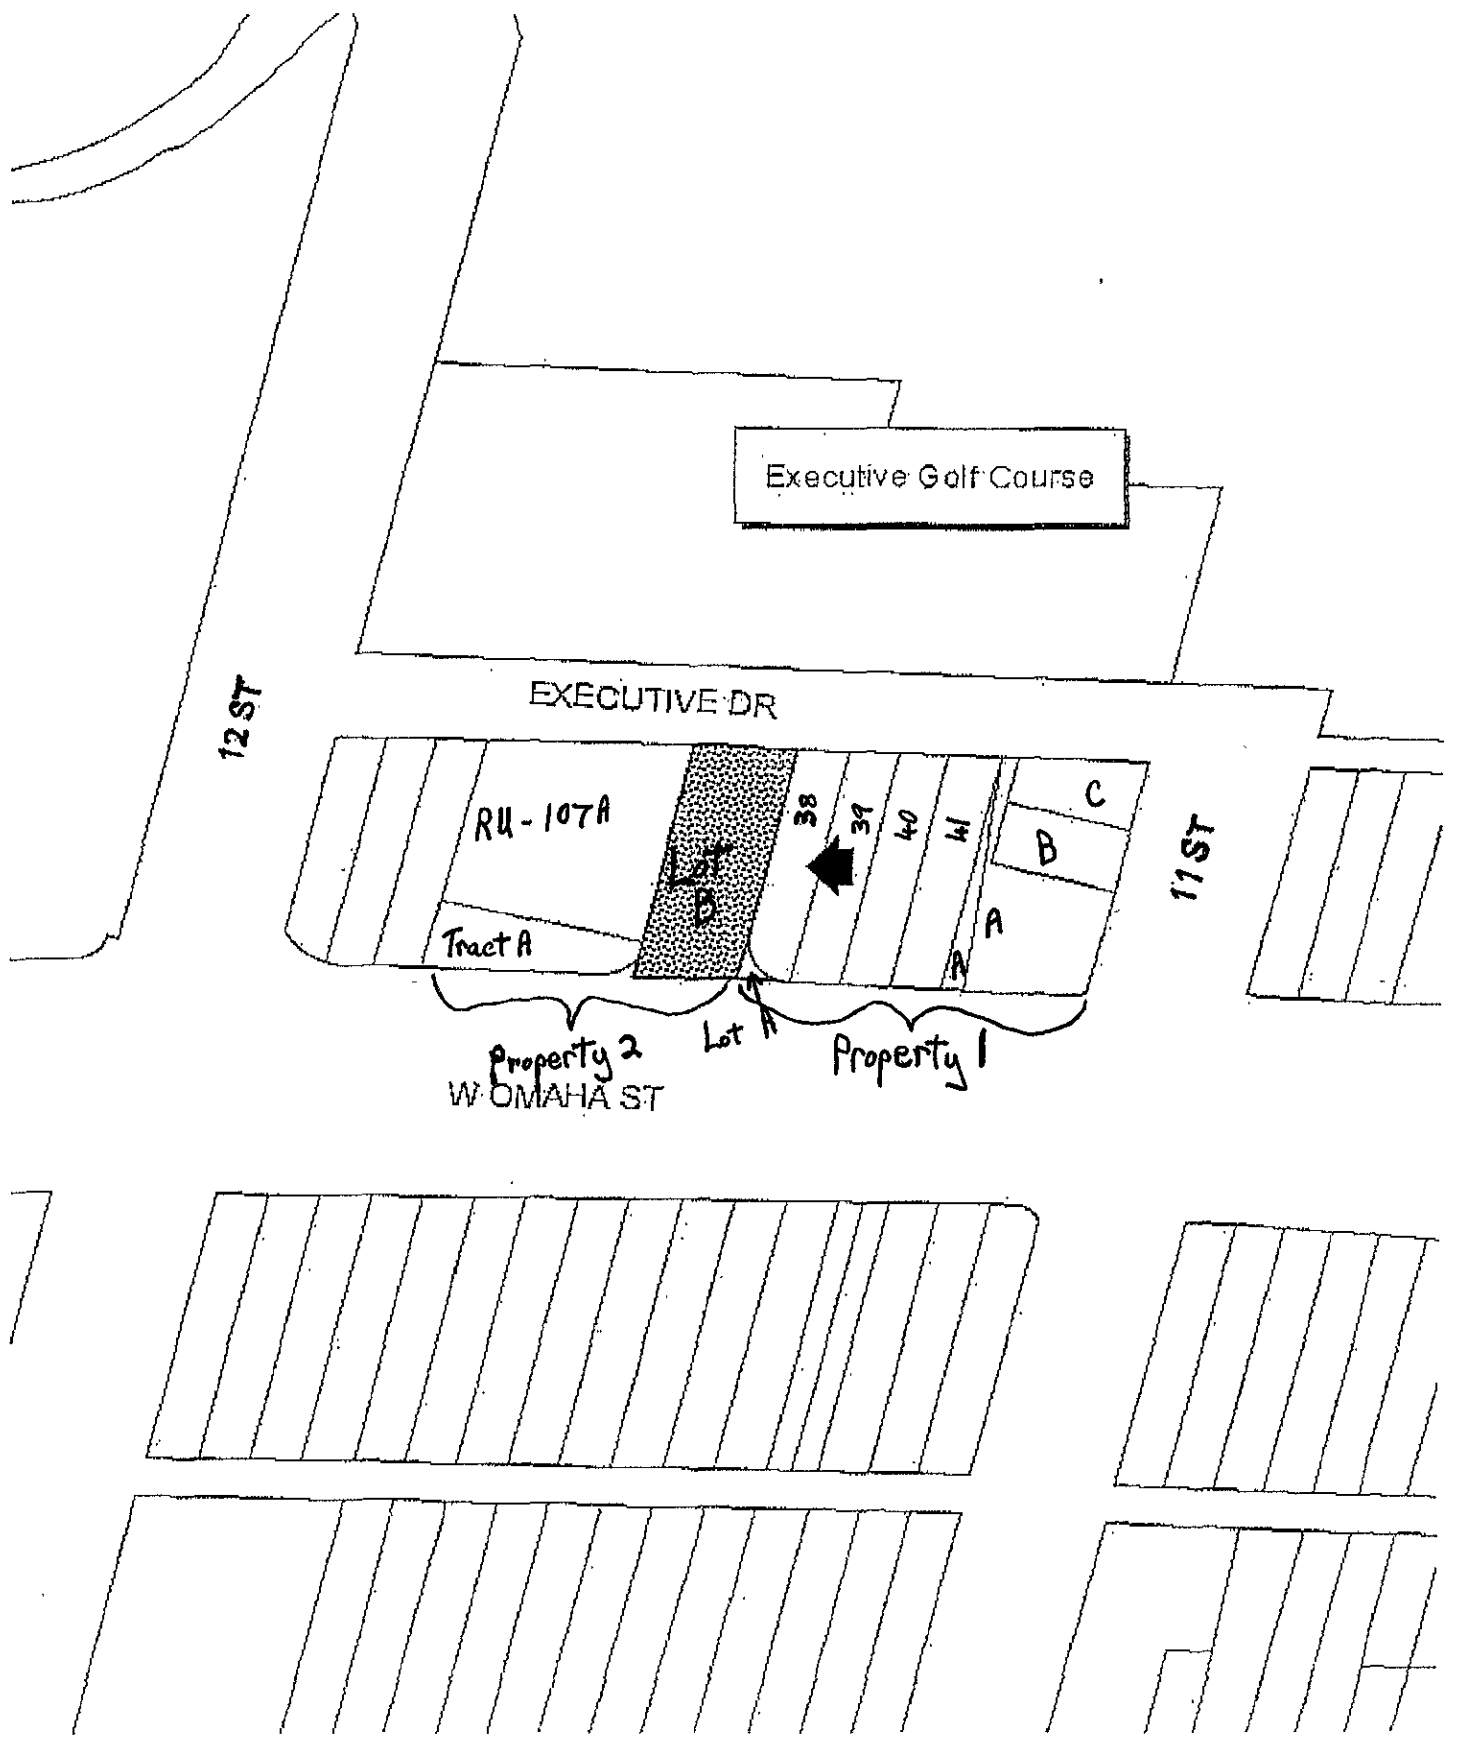 Executive Golf Course
EXECUTIVE DR
12 ST
RU-107A
Lot
B
38
39
40
41
C
B
A
A
11 ST
Tract A
Property 2
Lot A
Property 1
W OMAHA ST